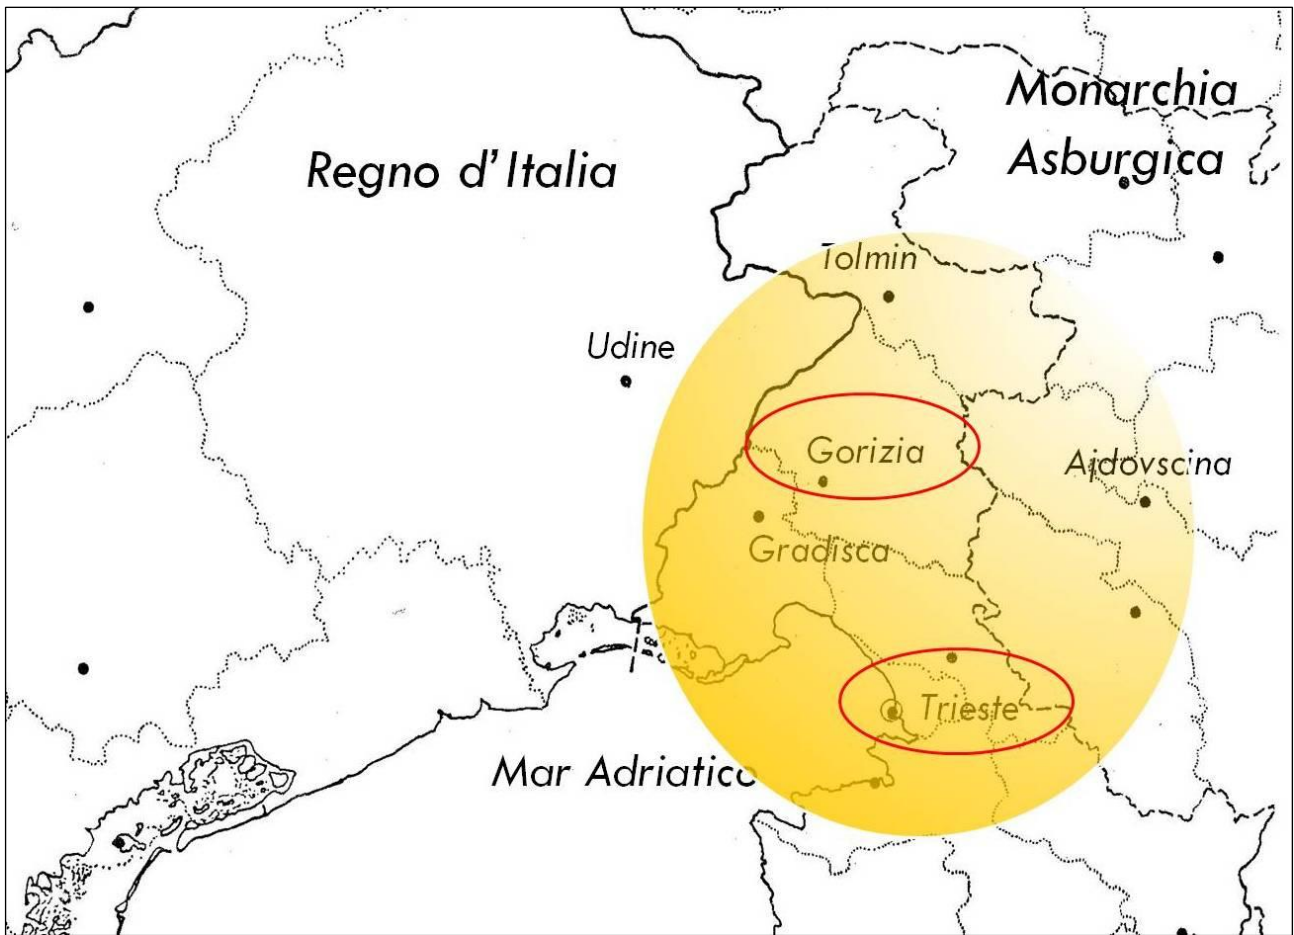 Monarchia
Asburgica
Regno d'Italia
Tolmin
Udine
Gorizia
Ajdovscina
Gradisca
Trieste
Mar Adriatico